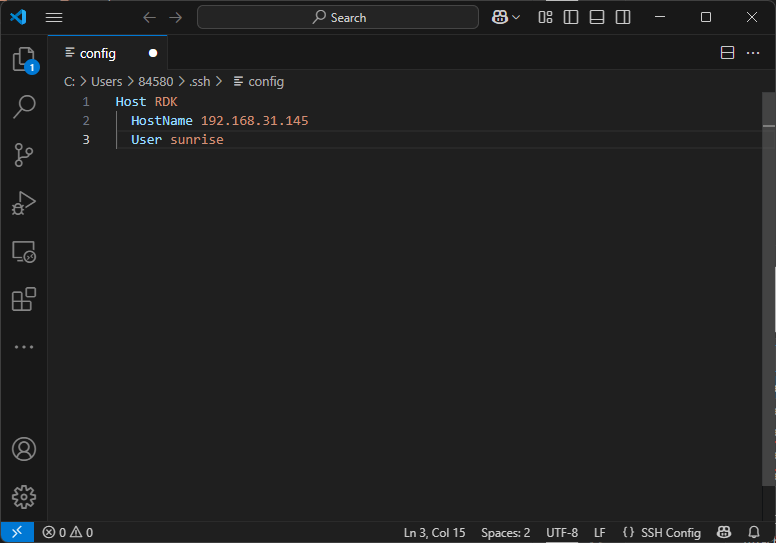 Search
config
C: > Users > 84580 > .ssh > config
1 Host RDK
2 HostName 192.168.31.145
3 User sunrise
1
0 0 Ln 3, Col 15 Spaces: 2 UTF-8 LF {} SSH Config